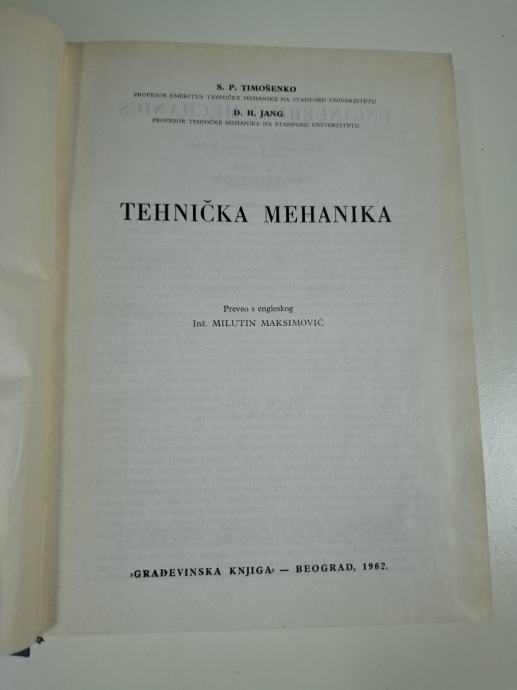 S. P. TIMOŠENKO
PROFESOR EMERITUS TEHNIČKE MEHANIKE NA STANFORD UNIVERZITETU
D. H. JANG
PROFESOR TEHNIČKE MEHANIKE NA STANFORD UNIVERZITETU
TEHNIČKA MEHANIKA
Preveo s engleskog
Inž. MILUTIN MAKSIMOVIĆ
›GRAĐEVINSKA KNJIGA‹ — BEOGRAD, 1962.